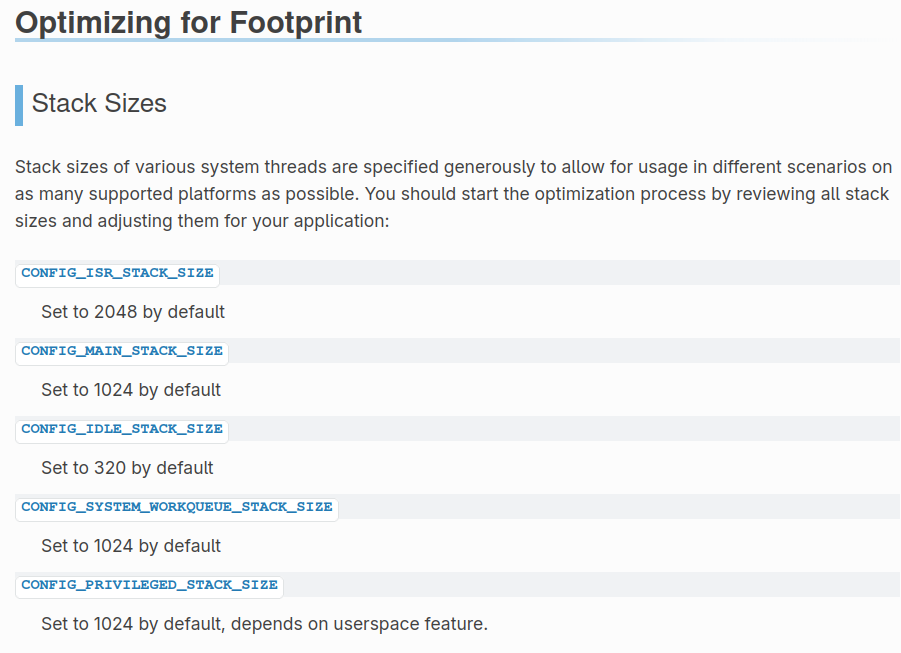 Optimizing for Footprint
Stack Sizes
Stack sizes of various system threads are specified generously to allow for usage in different scenarios on
as many supported platforms as possible. You should start the optimization process by reviewing all stack
sizes and adjusting them for your application:
CONFIG_ISR_STACK_SIZE
Set to 2048 by default
CONFIG_MAIN_STACK_SIZE
Set to 1024 by default
CONFIG_IDLE_STACK_SIZE
Set to 320 by default
CONFIG_SYSTEM_WORKQUEUE_STACK_SIZE
Set to 1024 by default
CONFIG_PRIVILEGED_STACK_SIZE
Set to 1024 by default, depends on userspace feature.